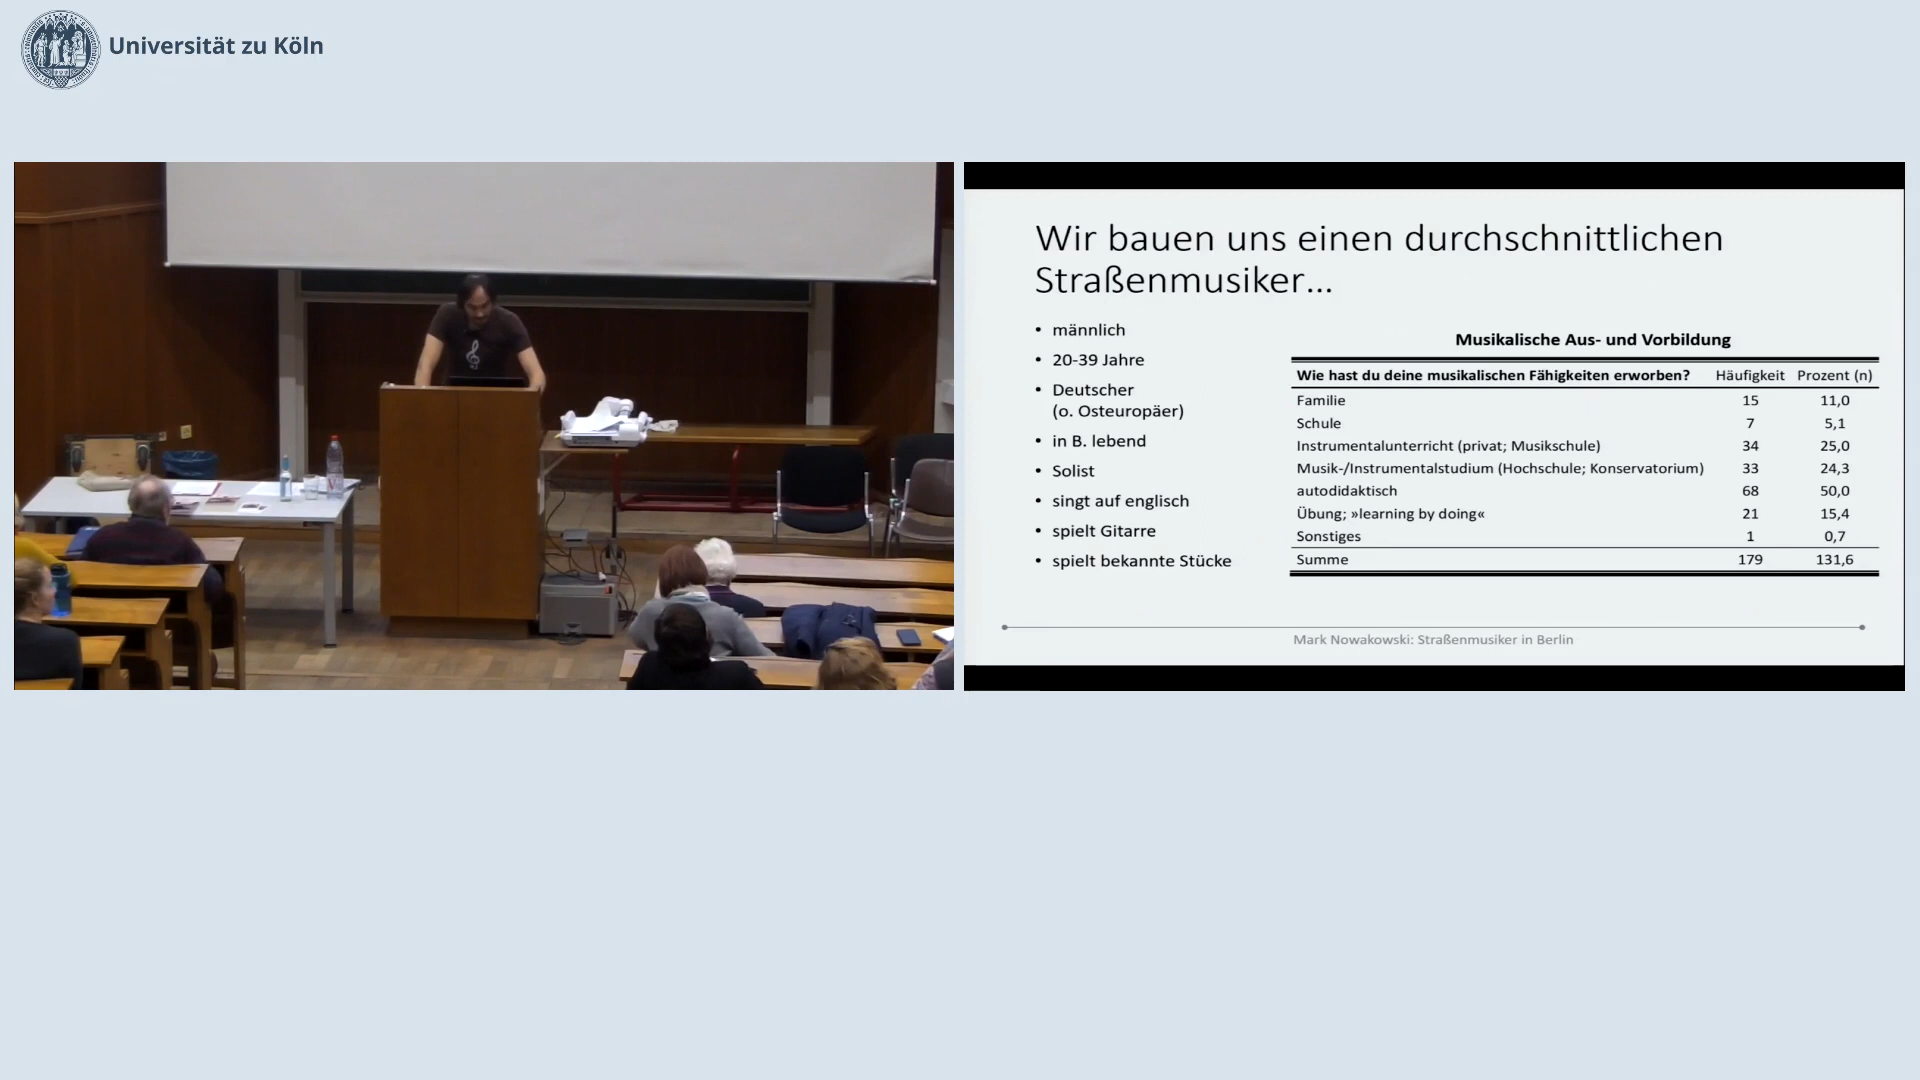 Universität zu Köln
Wir bauen uns einen durchschnittlichen
Straßenmusiker...
• männlich
• 20-39 Jahre
• Deutscher
(o. Osteuropäer)
• in B. lebend
• Solist
• singt auf englisch
• spielt Gitarre
• spielt bekannte Stücke
Musikalische Aus- und Vorbildung
Wie hast du deine musikalischen Fähigkeiten erworben? Häufigkeit Prozent (n)
Familie 15 11,0
Schule 7 5,1
Instrumentalunterricht (privat; Musikschule) 34 25,0
Musik-/Instrumentalstudium (Hochschule; Konservatorium) 33 24,3
autodidaktisch 68 50,0
Übung; »learning by doing« 21 15,4
Sonstiges 1 0,7
Summe 179 131,6
Mark Nowakowski: Straßenmusiker in Berlin